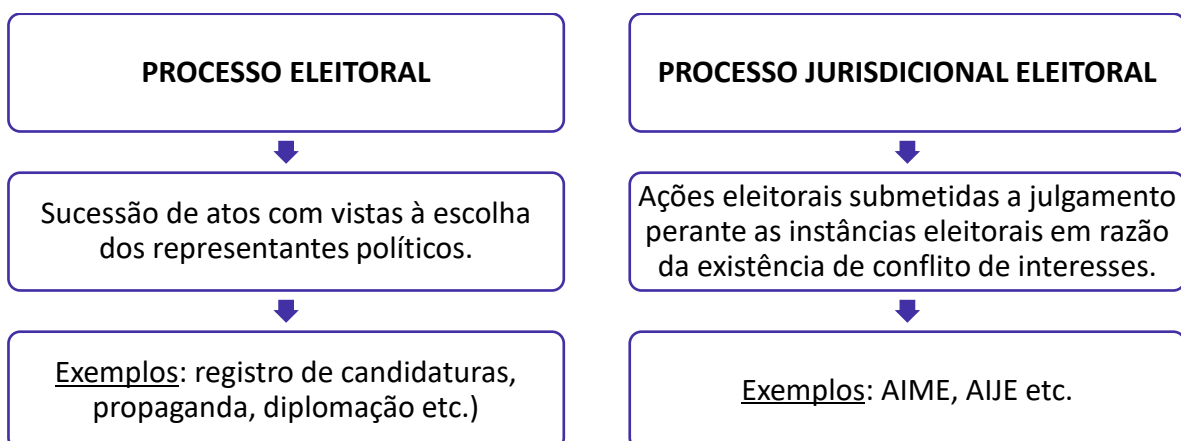 PROCESSO ELEITORAL
Sucessão de atos com vistas à escolha
dos representantes políticos.
Exemplos: registro de candidaturas,
propaganda, diplomação etc.)
PROCESSO JURISDICIONAL ELEITORAL
Ações eleitorais submetidas a julgamento
perante as instâncias eleitorais em razão
da existência de conflito de interesses.
Exemplos: AIME, AIJE etc.